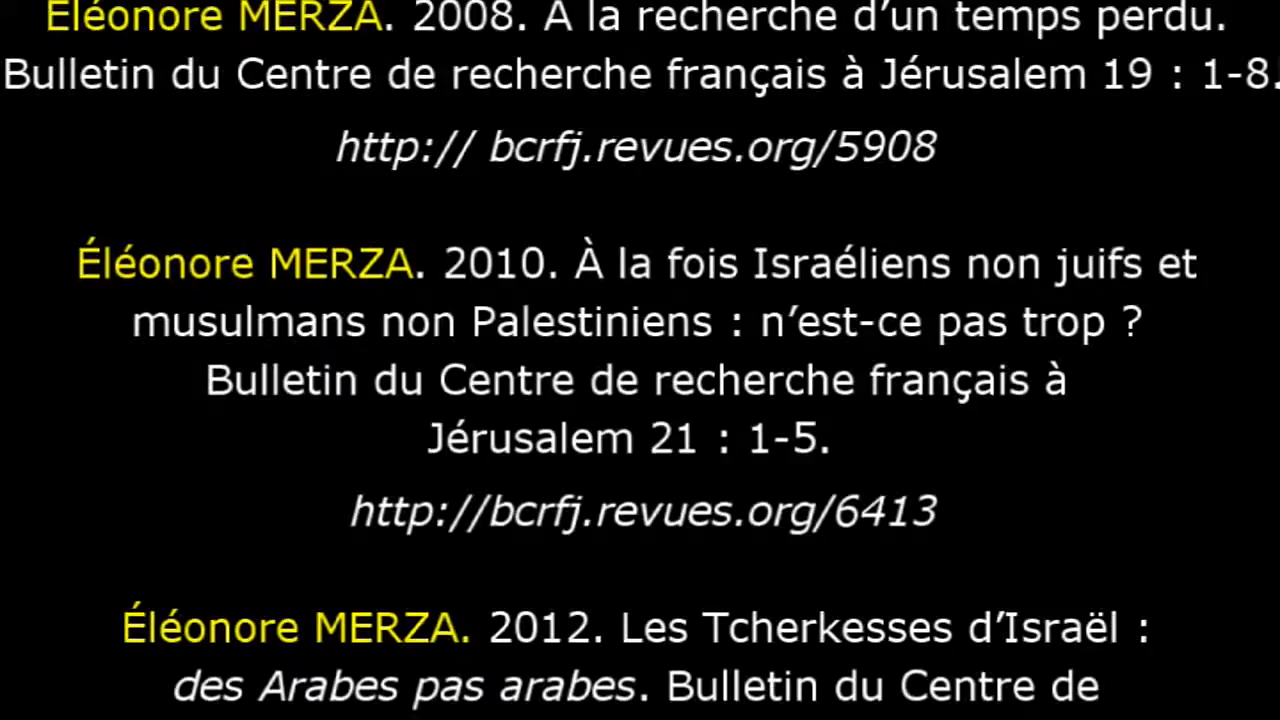 Éléonore MERZA. 2008. À la recherche d’un temps perdu.
Bulletin du Centre de recherche français à Jérusalem 19 : 1-8.
http:// bcrfj.revues.org/5908
Éléonore MERZA. 2010. À la fois Israéliens non juifs et
musulmans non Palestiniens : n’est-ce pas trop ?
Bulletin du Centre de recherche français à
Jérusalem 21 : 1-5.
http://bcrfj.revues.org/6413
Éléonore MERZA. 2012. Les Tcherkesses d’Israël :
des Arabes pas arabes. Bulletin du Centre de